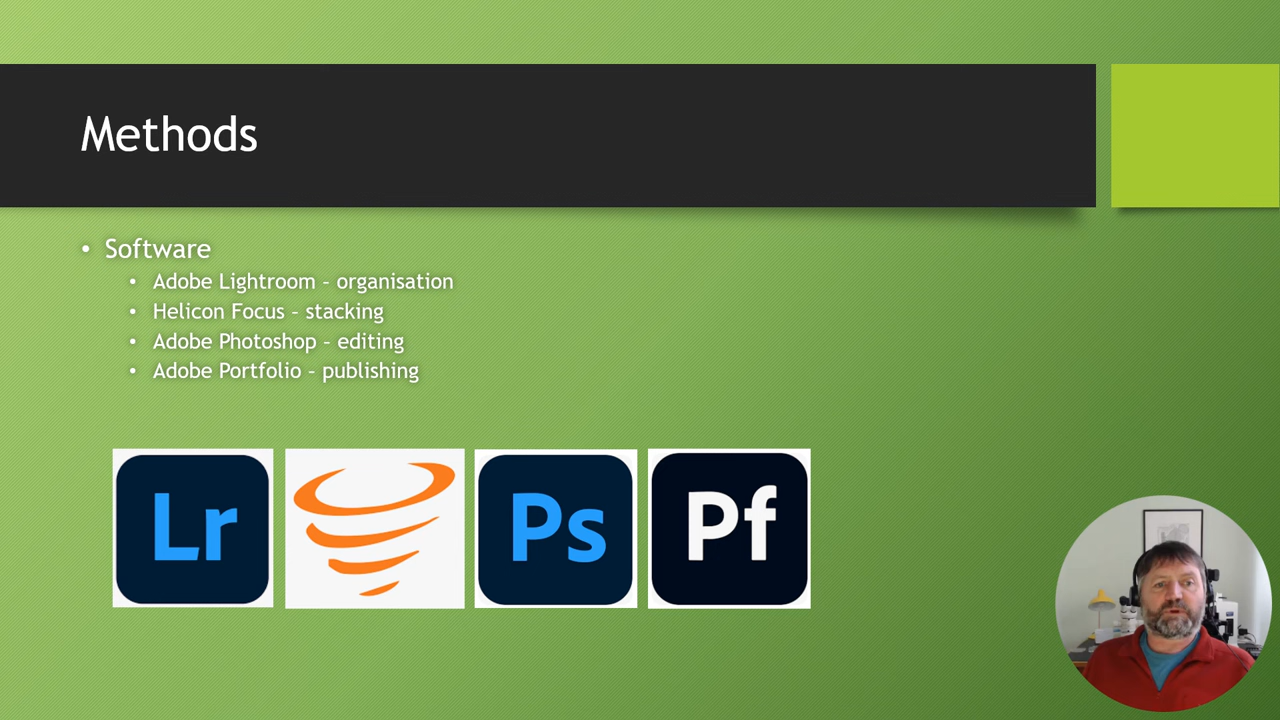 Methods
• Software
• Adobe Lightroom – organisation
• Helicon Focus – stacking
• Adobe Photoshop – editing
• Adobe Portfolio – publishing
Lr Ps Pf